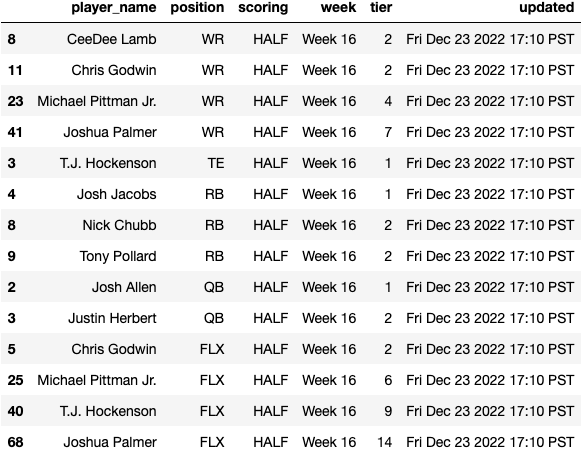 player_name position scoring week tier updated
8 CeeDee Lamb WR HALF Week 16 2 Fri Dec 23 2022 17:10 PST
11 Chris Godwin WR HALF Week 16 2 Fri Dec 23 2022 17:10 PST
23 Michael Pittman Jr. WR HALF Week 16 4 Fri Dec 23 2022 17:10 PST
41 Joshua Palmer WR HALF Week 16 7 Fri Dec 23 2022 17:10 PST
3 T.J. Hockenson TE HALF Week 16 1 Fri Dec 23 2022 17:10 PST
4 Josh Jacobs RB HALF Week 16 1 Fri Dec 23 2022 17:10 PST
8 Nick Chubb RB HALF Week 16 2 Fri Dec 23 2022 17:10 PST
9 Tony Pollard RB HALF Week 16 2 Fri Dec 23 2022 17:10 PST
2 Josh Allen QB HALF Week 16 1 Fri Dec 23 2022 17:10 PST
3 Justin Herbert QB HALF Week 16 2 Fri Dec 23 2022 17:10 PST
5 Chris Godwin FLX HALF Week 16 2 Fri Dec 23 2022 17:10 PST
25 Michael Pittman Jr. FLX HALF Week 16 6 Fri Dec 23 2022 17:10 PST
40 T.J. Hockenson FLX HALF Week 16 9 Fri Dec 23 2022 17:10 PST
68 Joshua Palmer FLX HALF Week 16 14 Fri Dec 23 2022 17:10 PST